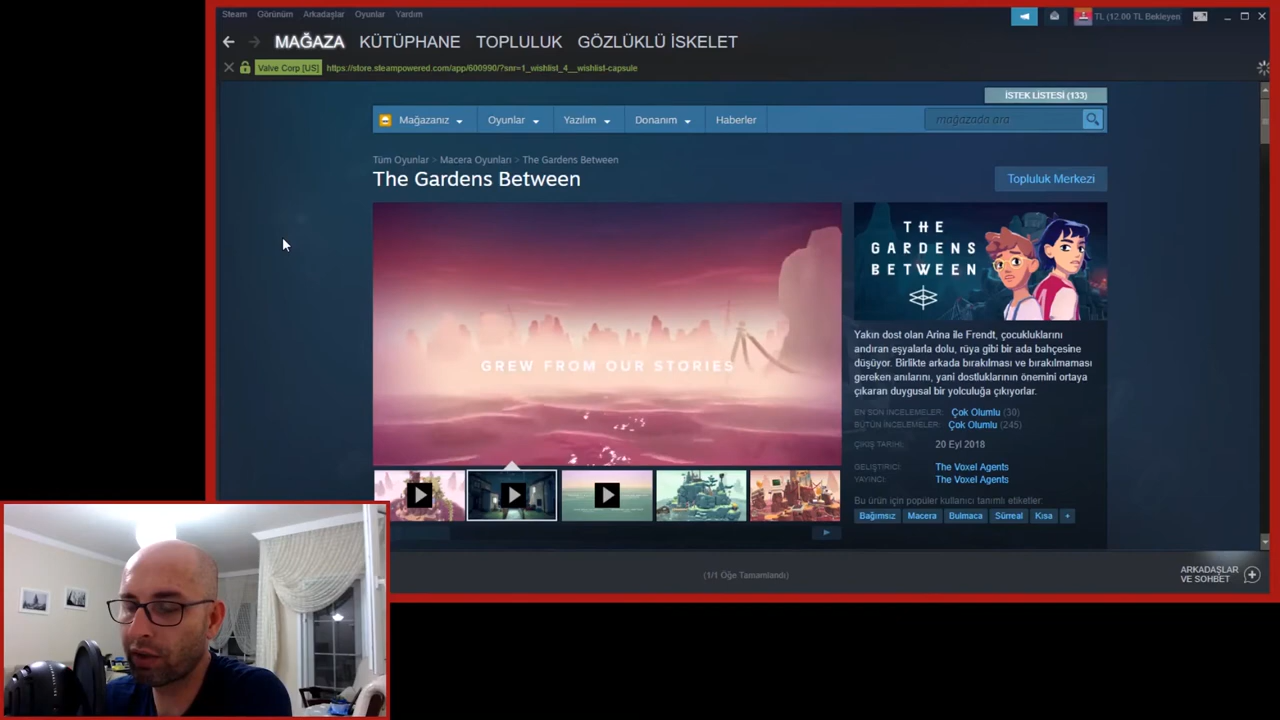 Steam Görünüm Arkadaşlar Oyunlar Yardım
TL (12.00 TL Bekleyen
MAĞAZA KÜTÜPHANE TOPLULUK GÖZLÜKLÜ İSKELET
Valve Corp [US] https://store.steampowered.com/app/600990/?snr=1_wishlist_4__wishlist-capsule
İSTEK LİSTESİ (133)
Mağazanız Oyunlar Yazılım Donanım Haberler mağazada ara
Tüm Oyunlar > Macera Oyunları > The Gardens Between
The Gardens Between
Topluluk Merkezi
GREW FROM OUR STORIES
THE
GARDENS
BETWEEN
Yakın dost olan Arina ile Frendt, çocukluklarını
andıran eşyalarla dolu, rüya gibi bir ada bahçesine
düşüyor. Birlikte arkada bırakılması ve bırakılmaması
gereken anılarını, yani dostluklarının önemini ortaya
çıkaran duygusal bir yolculuğa çıkıyorlar.
EN SON İNCELEMELER: Çok Olumlu (30)
BÜTÜN İNCELEMELER: Çok Olumlu (245)
ÇIKIŞ TARİHİ: 20 Eyl 2018
GELİŞTİRİCİ: The Voxel Agents
YAYINCI: The Voxel Agents
Bu ürün için popüler kullanıcı tanımlı etiketler:
Bağımsız Macera Bulmaca Sürreal Kısa +
(1/1 Öğe Tamamlandı)
ARKADAŞLAR
VE SOHBET